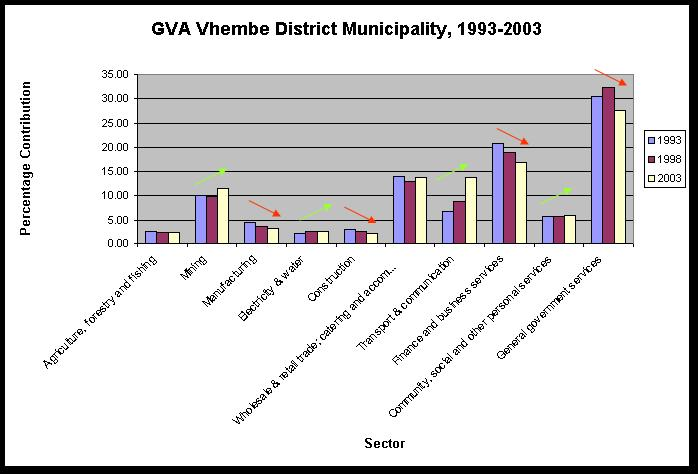 GVA Vhembe District Municipality, 1993-2003
Percentage Contribution
35.00
30.00
25.00
20.00
15.00
10.00
5.00
0.00
1993
1998
2003
Agriculture, forestry and fishing
Mining
Manufacturing
Electricity & water
Construction
Wholesale & retail trade; catering and accom...
Transport & communication
Finance and business services
Community, social and other personal services
General government services
Sector